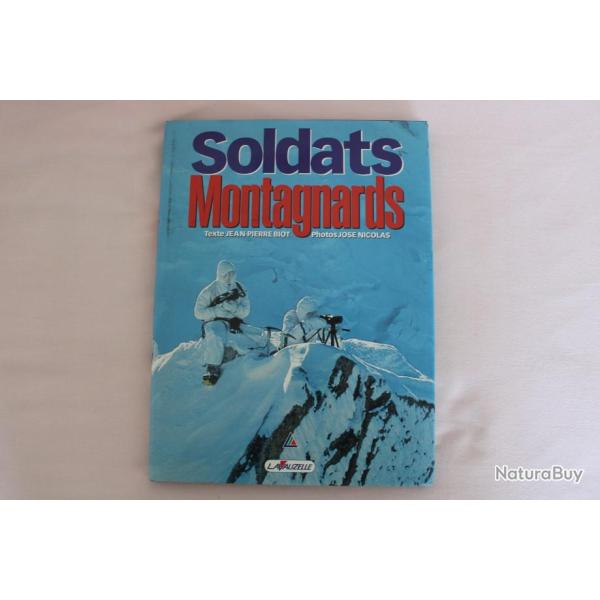 Soldats
Montagnards
Texte JEAN-PIERRE BIOT Photos JOSE NICOLAS
LAVAUZELLE
NaturaBuy